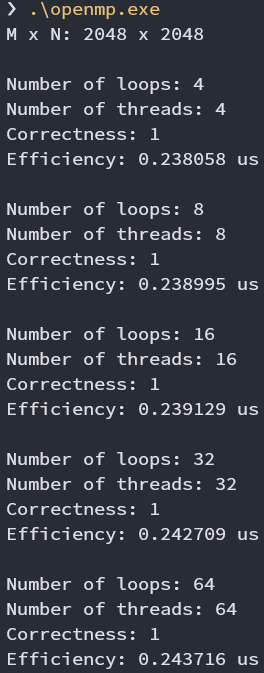 ❯ .\openmp.exe
M x N: 2048 x 2048
Number of loops: 4
Number of threads: 4
Correctness: 1
Efficiency: 0.238058 us
Number of loops: 8
Number of threads: 8
Correctness: 1
Efficiency: 0.238995 us
Number of loops: 16
Number of threads: 16
Correctness: 1
Efficiency: 0.239129 us
Number of loops: 32
Number of threads: 32
Correctness: 1
Efficiency: 0.242709 us
Number of loops: 64
Number of threads: 64
Correctness: 1
Efficiency: 0.243716 us